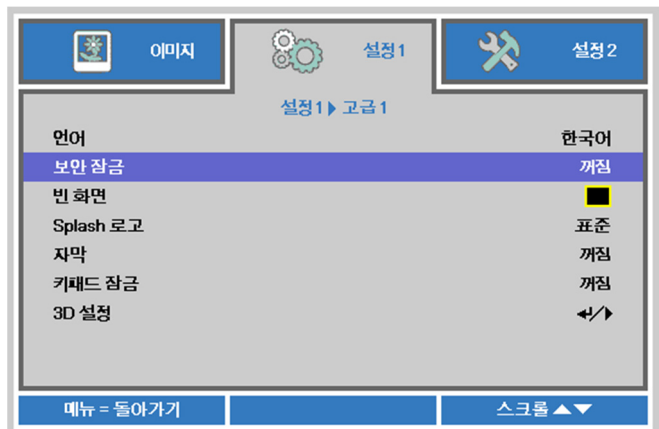 이미지 설정1 설정2
설정1▶고급1
언어 한국어
보안 잠금 꺼짐
빈 화면
Splash 로고 표준
자막 꺼짐
키패드 잠금 꺼짐
3D 설정 ↵/▶
메뉴 = 돌아가기 스크롤▲▼